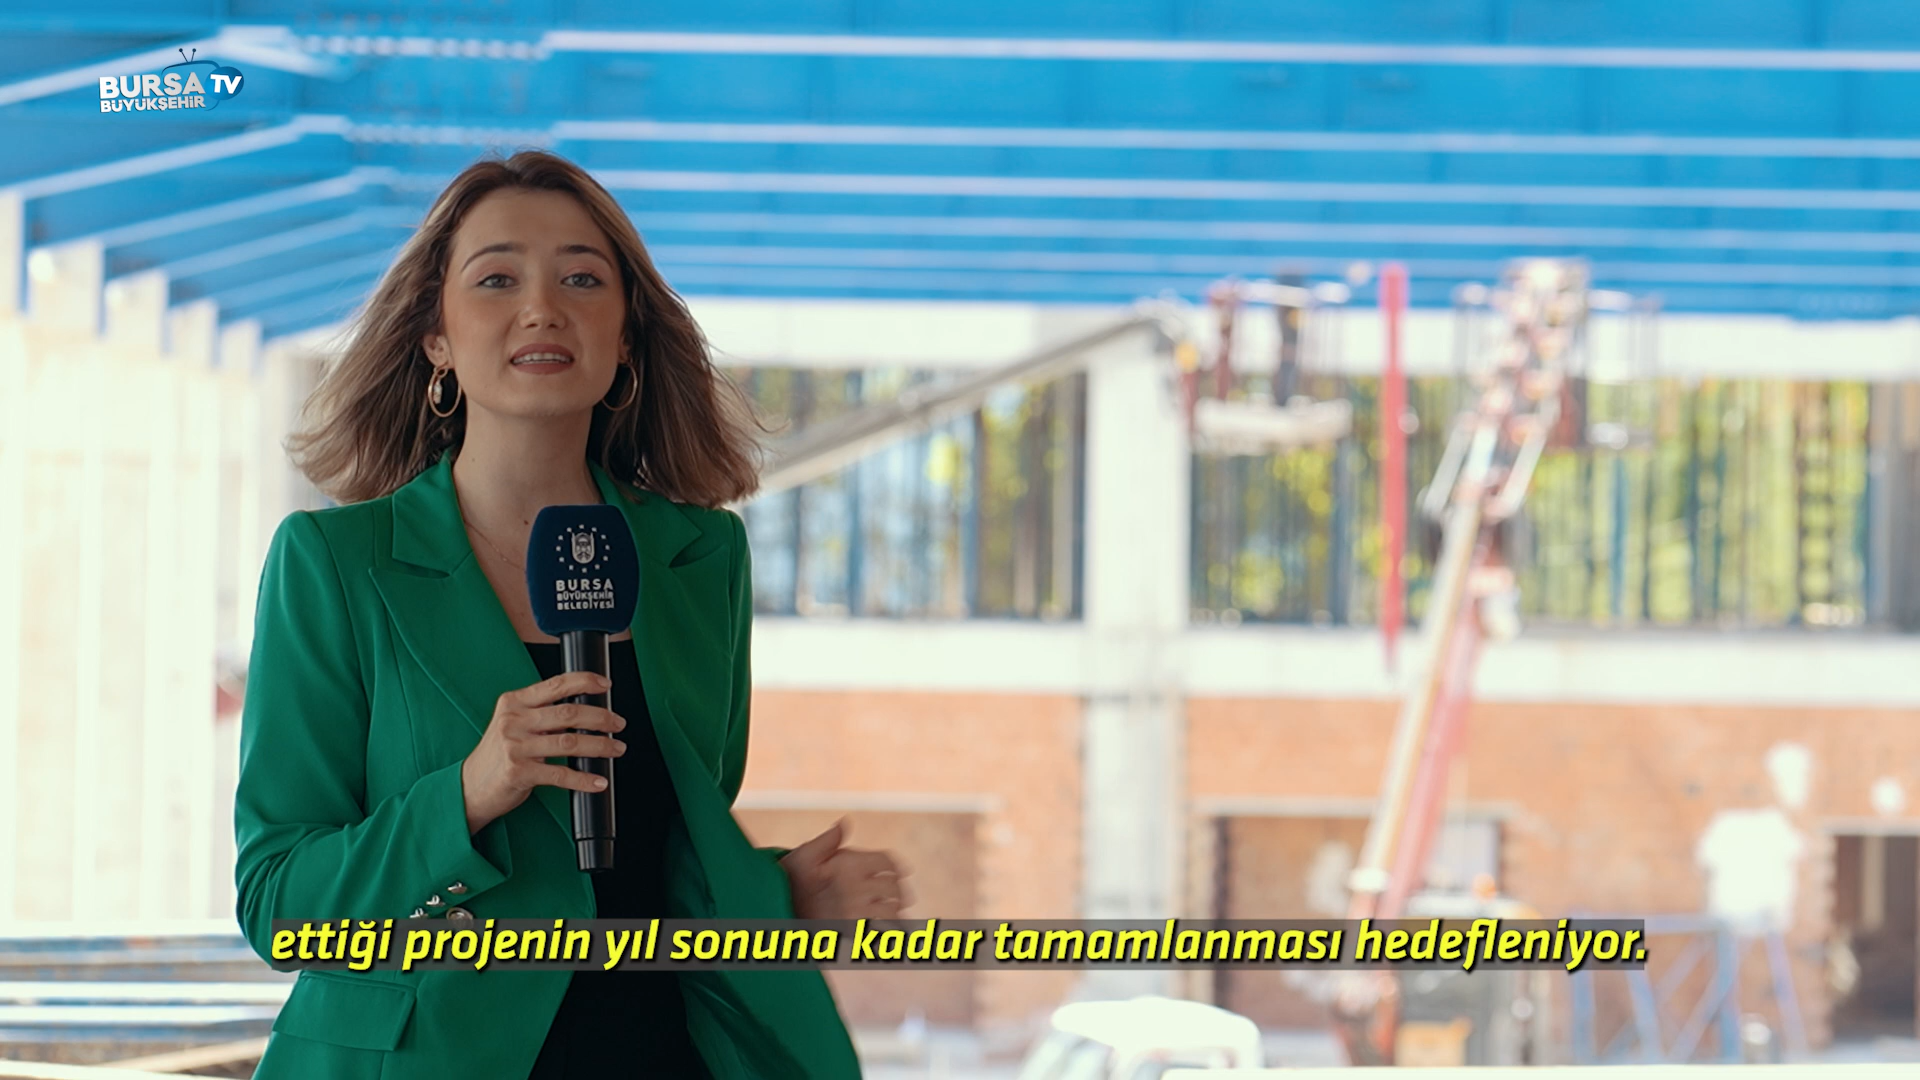 BURSA TV
BÜYÜKŞEHİR
BURSA
BÜYÜKŞEHİR
BELEDİYESİ
ettiği projenin yıl sonuna kadar tamamlanması hedefleniyor.